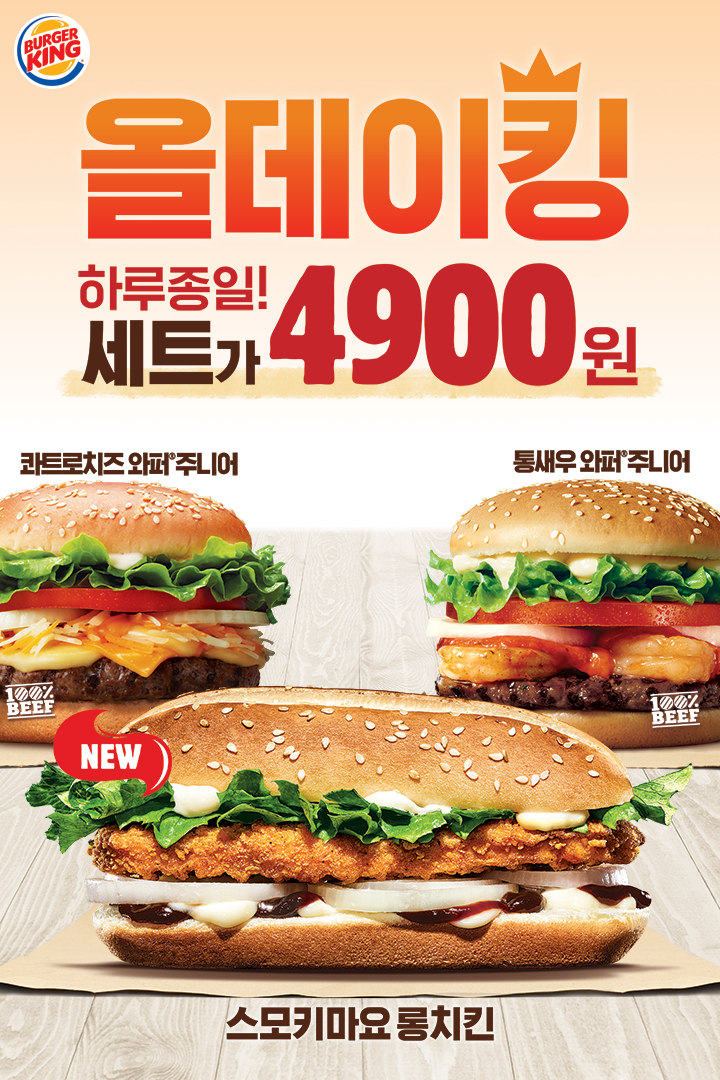 BURGER
KING
올데이킹
하루종일!
세트가 4900원
콰트로치즈 와퍼®주니어
통새우 와퍼®주니어
100%
BEEF
100%
BEEF
NEW
스모키마요 롱치킨